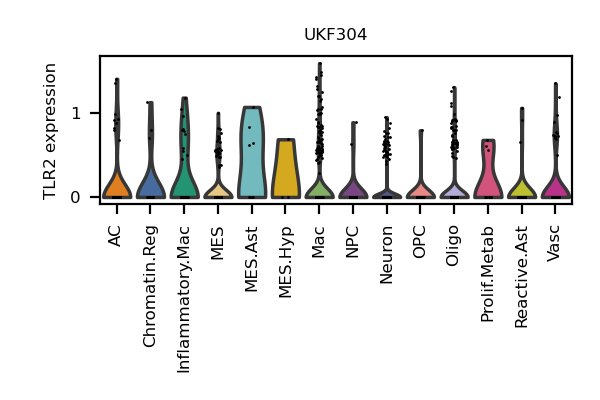 UKF304
TLR2 expression
1
0
AC
Chromatin.Reg
Inflammatory.Mac
MES
MES.Ast
MES.Hyp
Mac
NPC
Neuron
OPC
Oligo
Prolif.Metab
Reactive.Ast
Vasc